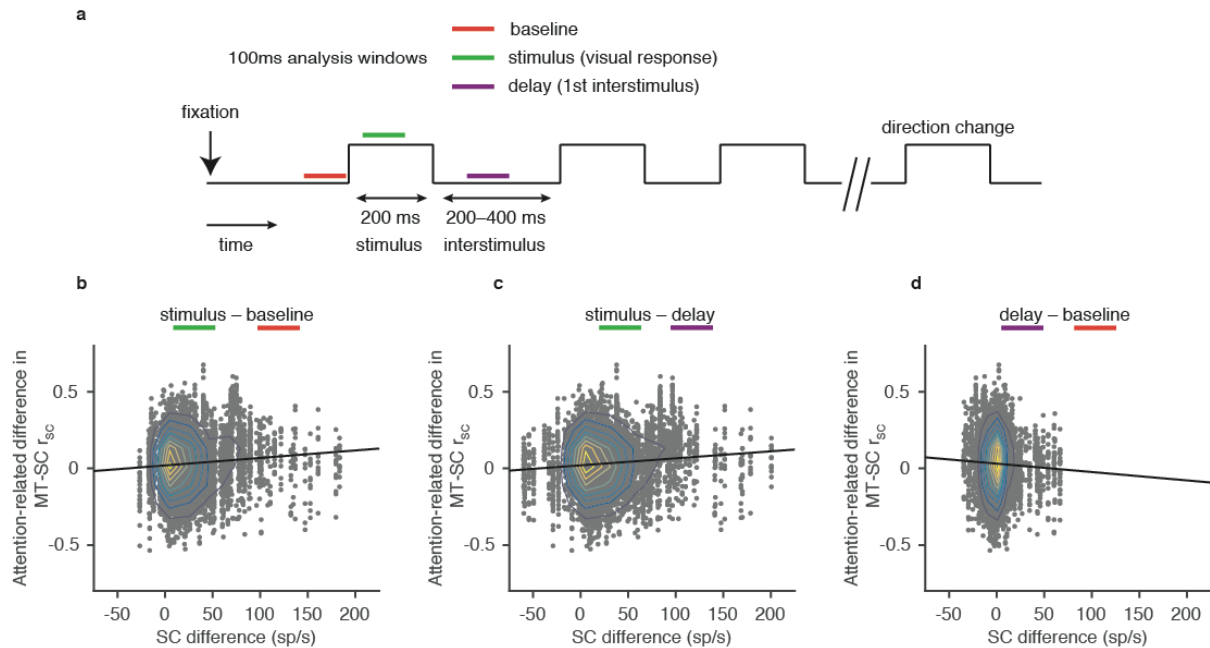 a
baseline
100ms analysis windows
stimulus (visual response)
delay (1st interstimulus)
fixation
direction change
200 ms
200–400 ms
time
stimulus
interstimulus
b
stimulus – baseline
Attention-related difference in
MT-SC rsc
0.5
0
-0.5
-50 0 50 100 150 200
SC difference (sp/s)
c
stimulus – delay
Attention-related difference in
MT-SC rsc
0.5
0
-0.5
-50 0 50 100 150 200
SC difference (sp/s)
d
delay – baseline
Attention-related difference in
MT-SC rsc
0.5
0
-0.5
-50 0 50 100 150 200
SC difference (sp/s)